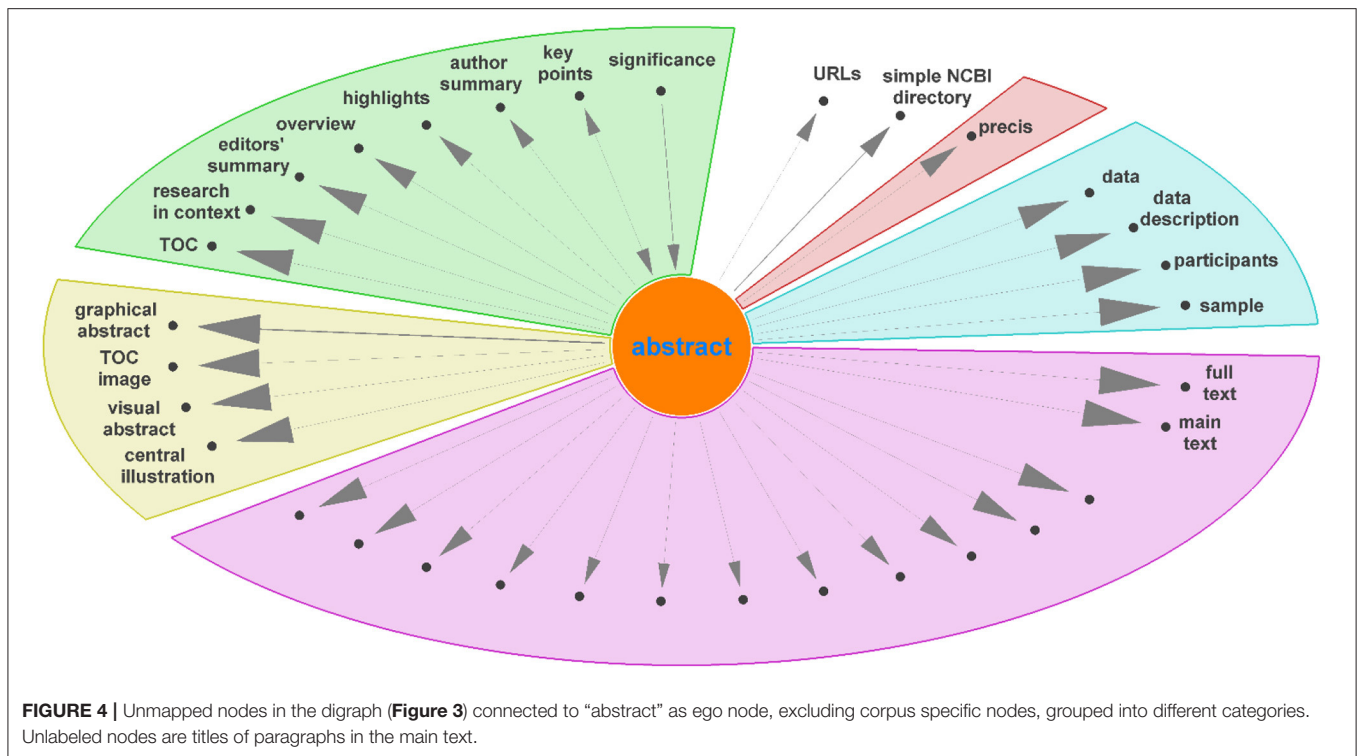 significance
key
points
author
summary
highlights
overview
editors'
summary
research
in context
TOC
URLs
simple NCBI
directory
precis
data
data
description
participants
sample
graphical
abstract
TOC
image
visual
abstract
central
illustration
abstract
full
text
main
text
FIGURE 4 | Unmapped nodes in the digraph (Figure 3) connected to “abstract” as ego node, excluding corpus specific nodes, grouped into different categories.
Unlabeled nodes are titles of paragraphs in the main text.